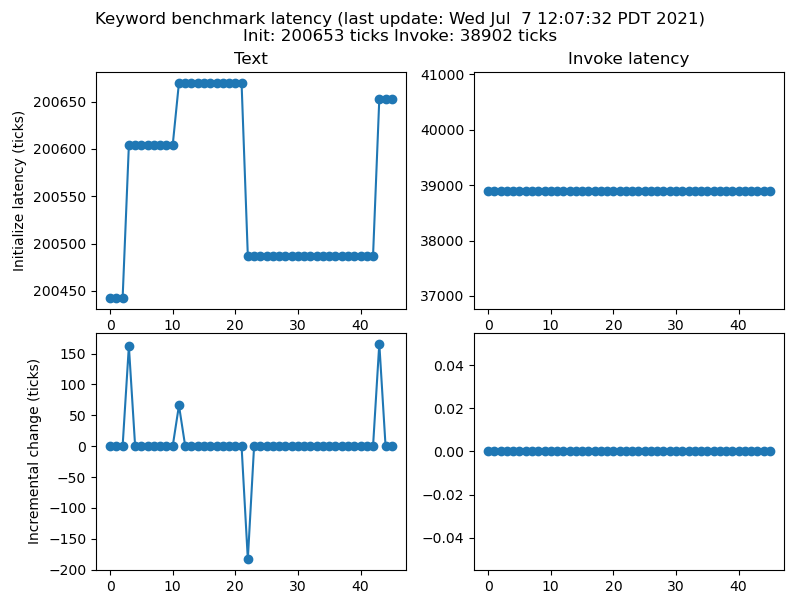 Keyword benchmark latency (last update: Wed Jul  7 12:07:32 PDT 2021)
Init: 200653 ticks Invoke: 38902 ticks
Text
Initialize latency (ticks)
200650
200600
200550
200500
200450
0 10 20 30 40
Invoke latency
41000
40000
39000
38000
37000
0 10 20 30 40
Incremental change (ticks)
150
100
50
0
−50
−100
−150
−200
0 10 20 30 40
0.04
0.02
0.00
−0.02
−0.04
0 10 20 30 40